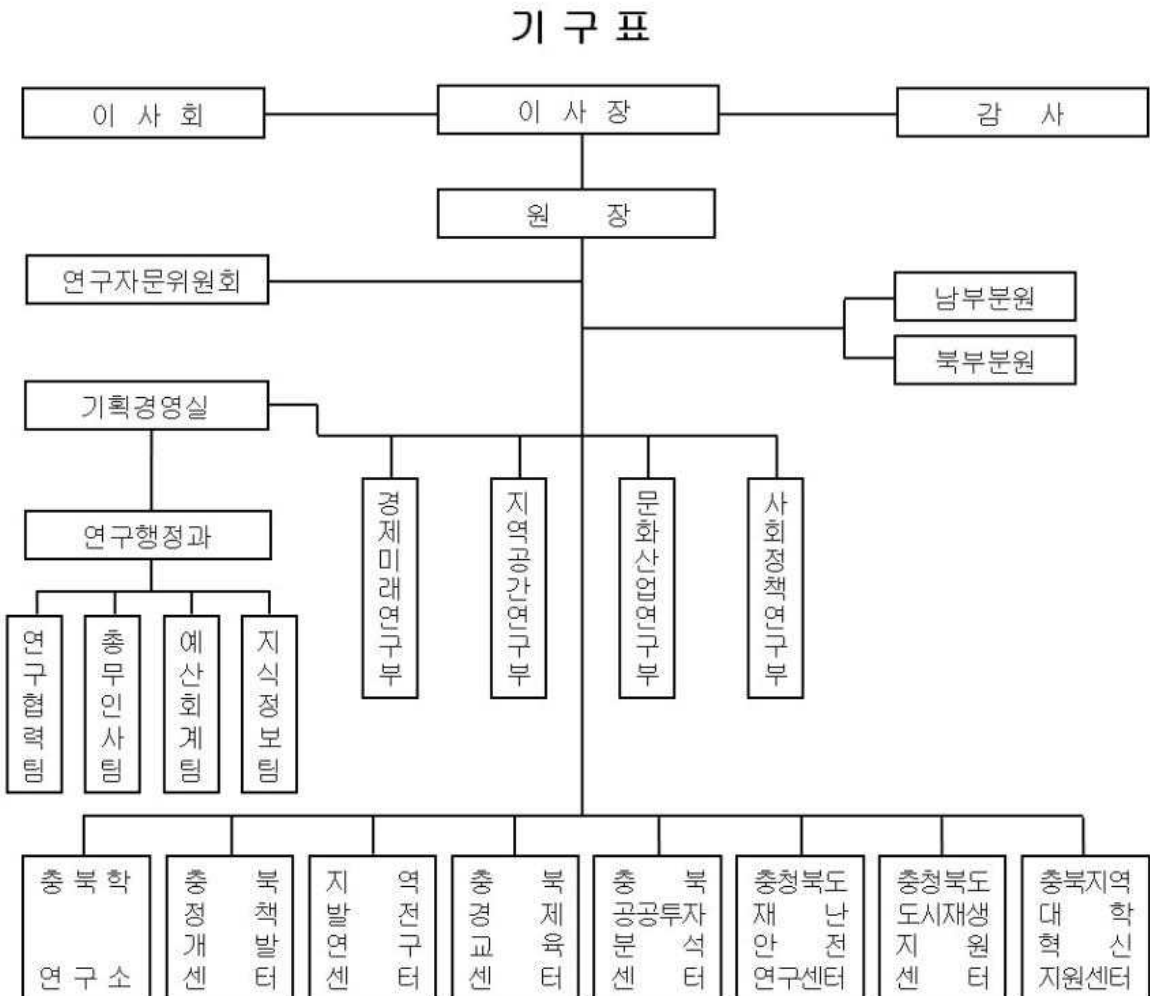 기 구 표
이 사 회
이 사 장
감 사
원 장
연구자문위원회
남부분원
북부분원
기획경영실
연구행정과
경제미래연구부
지역공간연구부
문화산업연구부
사회정책연구부
연구협력팀
총무인사팀
예산회계팀
지식정보팀
충 북 학
연 구 소
충 북
정 책
개 발
센 터
지 역
발 전
연 구
센 터
충 북
경 제
교 육
센 터
충 북
공공투자
분 석
센 터
충청북도
재 난
안 전
연구센터
충청북도
도시재생
지 원
센 터
충북지역
대 학
혁 신
지원센터